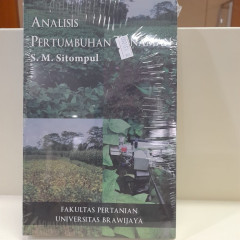 ANALISIS
PERTUMBUHAN
S. M. Sitompul
FAKULTAS PERTANIAN
UNIVERSITAS BRAWIJAYA